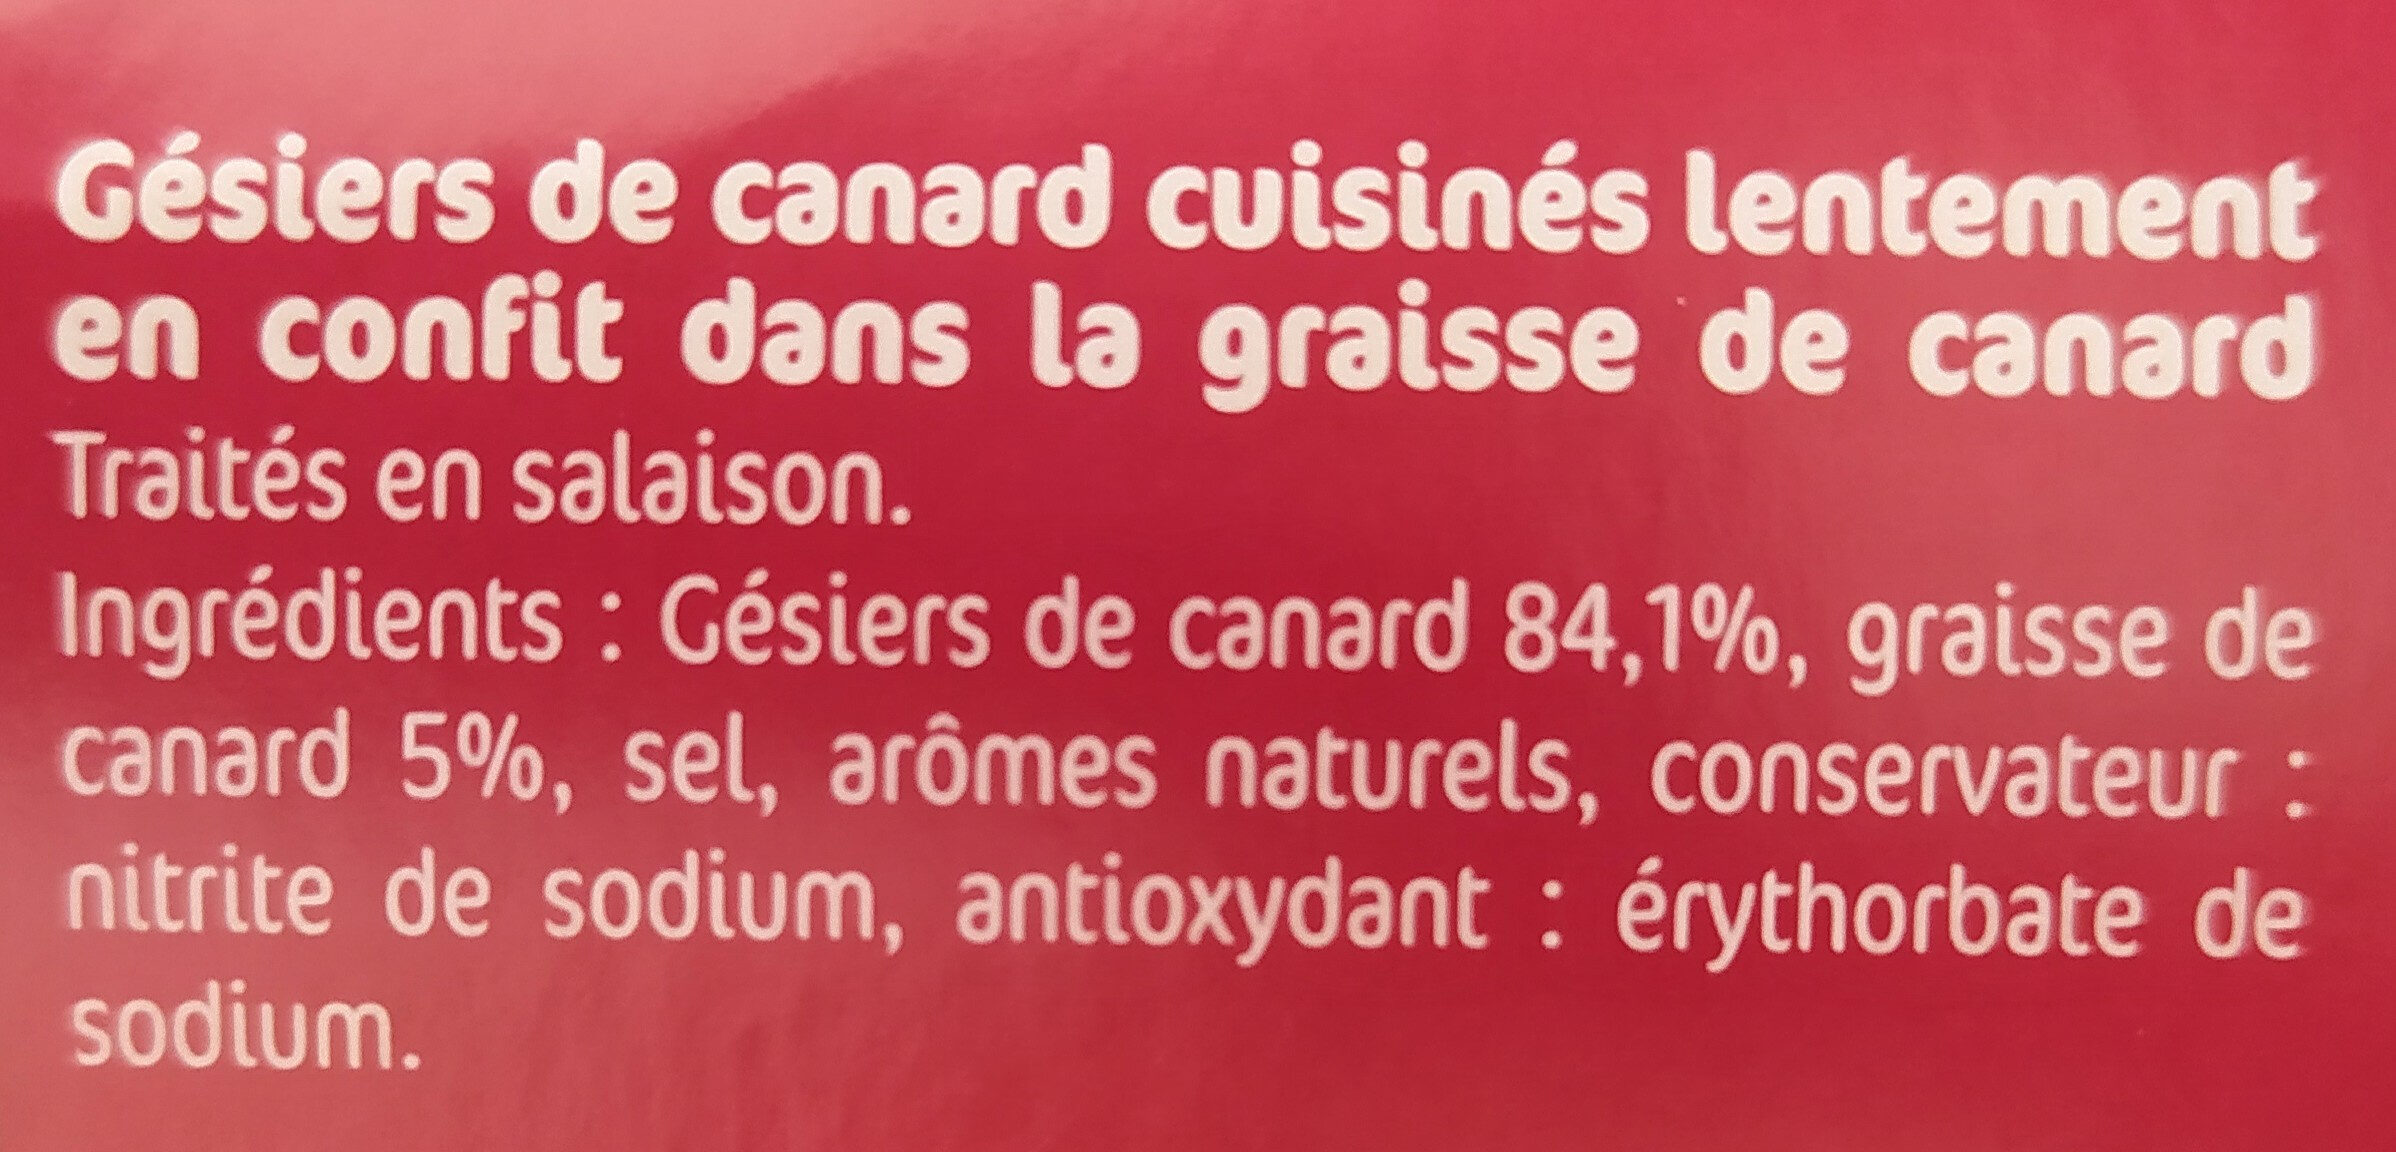 Gésiers de canard cuisinés lentement
en confit dans la graisse de canard
Traités en salaison.
Ingrédients : Gésiers de canard 84,1%, graisse de
canard 5%, sel, arômes naturels, conservateur :
nitrite de sodium, antioxydant : érythorbate de
sodium.